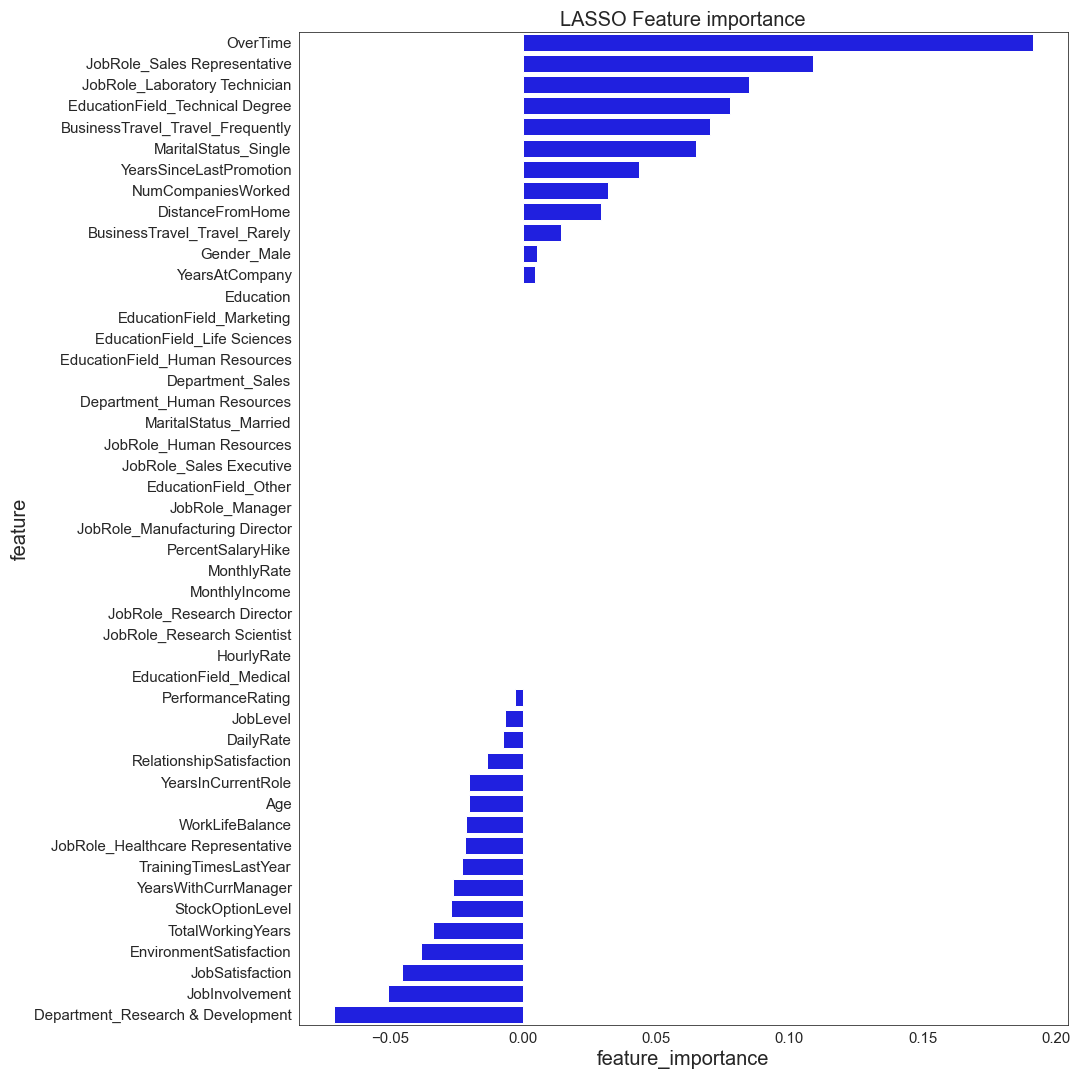 LASSO Feature importance
OverTime
JobRole_Sales Representative
JobRole_Laboratory Technician
EducationField_Technical Degree
BusinessTravel_Travel_Frequently
MaritalStatus_Single
YearsSinceLastPromotion
NumCompaniesWorked
DistanceFromHome
BusinessTravel_Travel_Rarely
Gender_Male
YearsAtCompany
Education
EducationField_Marketing
EducationField_Life Sciences
EducationField_Human Resources
Department_Sales
Department_Human Resources
MaritalStatus_Married
JobRole_Human Resources
JobRole_Sales Executive
EducationField_Other
JobRole_Manager
JobRole_Manufacturing Director
PercentSalaryHike
MonthlyRate
MonthlyIncome
JobRole_Research Director
JobRole_Research Scientist
HourlyRate
EducationField_Medical
PerformanceRating
JobLevel
DailyRate
RelationshipSatisfaction
YearsInCurrentRole
Age
WorkLifeBalance
JobRole_Healthcare Representative
TrainingTimesLastYear
YearsWithCurrManager
StockOptionLevel
TotalWorkingYears
EnvironmentSatisfaction
JobSatisfaction
JobInvolvement
Department_Research & Development
feature
−0.05 0.00 0.05 0.10 0.15 0.20
feature_importance